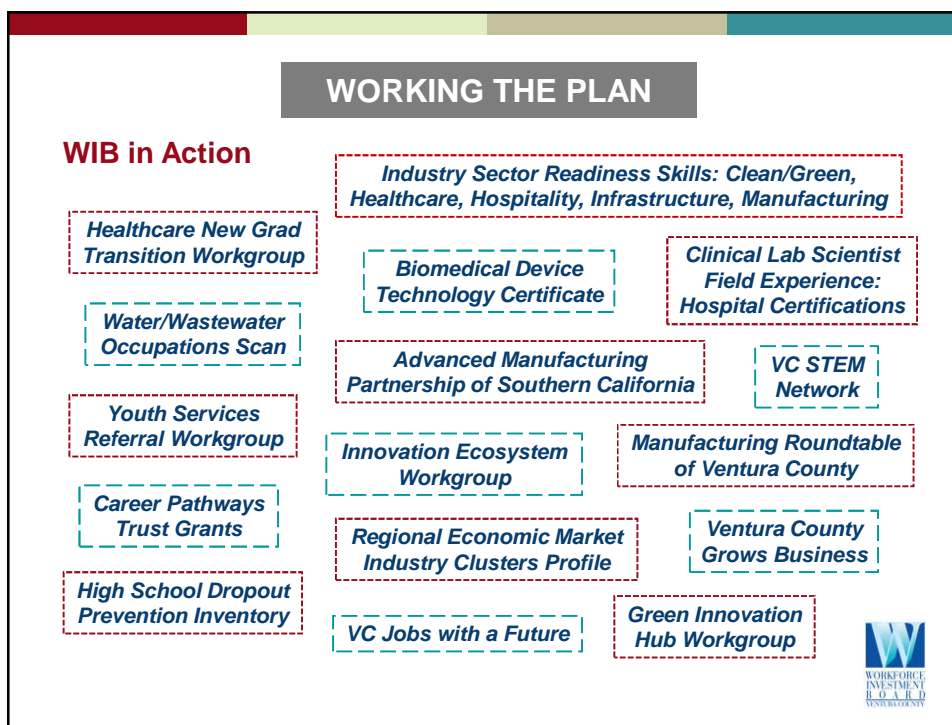 WORKING THE PLAN
WIB in Action
Industry Sector Readiness Skills: Clean/Green,
Healthcare, Hospitality, Infrastructure, Manufacturing
Healthcare New Grad
Transition Workgroup
Biomedical Device
Technology Certificate
Clinical Lab Scientist
Field Experience:
Hospital Certifications
Water/Wastewater
Occupations Scan
Advanced Manufacturing
Partnership of Southern California
VC STEM
Network
Youth Services
Referral Workgroup
Innovation Ecosystem
Workgroup
Manufacturing Roundtable
of Ventura County
Career Pathways
Trust Grants
Regional Economic Market
Industry Clusters Profile
Ventura County
Grows Business
High School Dropout
Prevention Inventory
VC Jobs with a Future
Green Innovation
Hub Workgroup
W
WORKFORCE
INVESTMENT
BOARD
VENTURA COUNTY